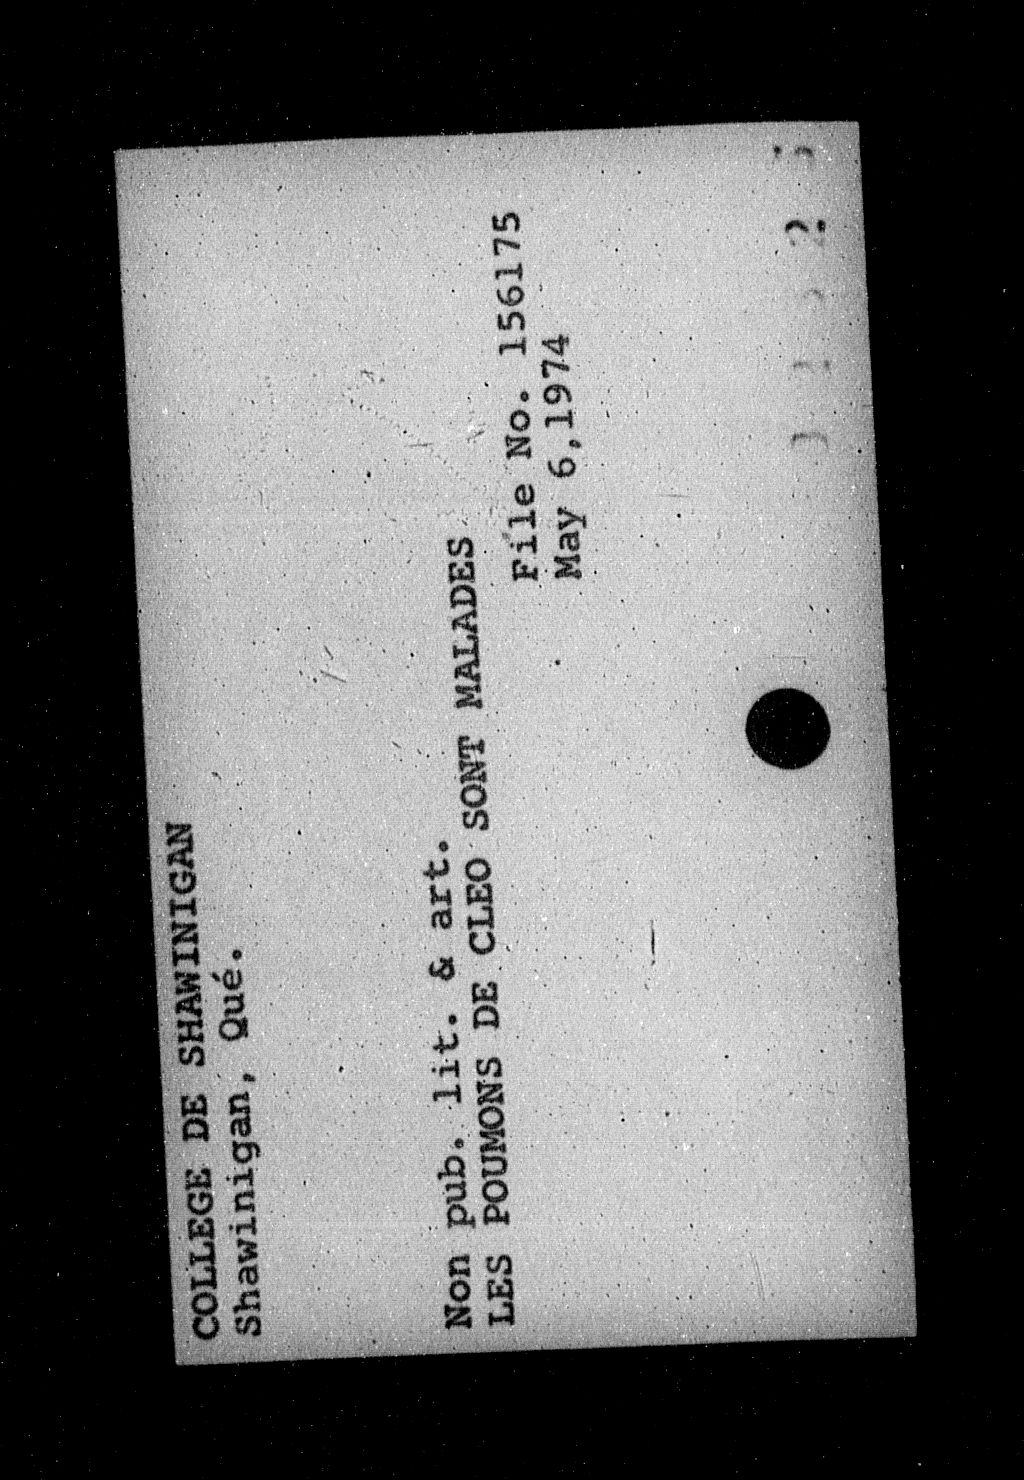 COLLEGE DE SHAWINIGAN
Shawinigan, Qué.
Non pub. lit. & art.
LES POUMONS DE CLEO SONT MALADES
File No. 156175
May 6,1974